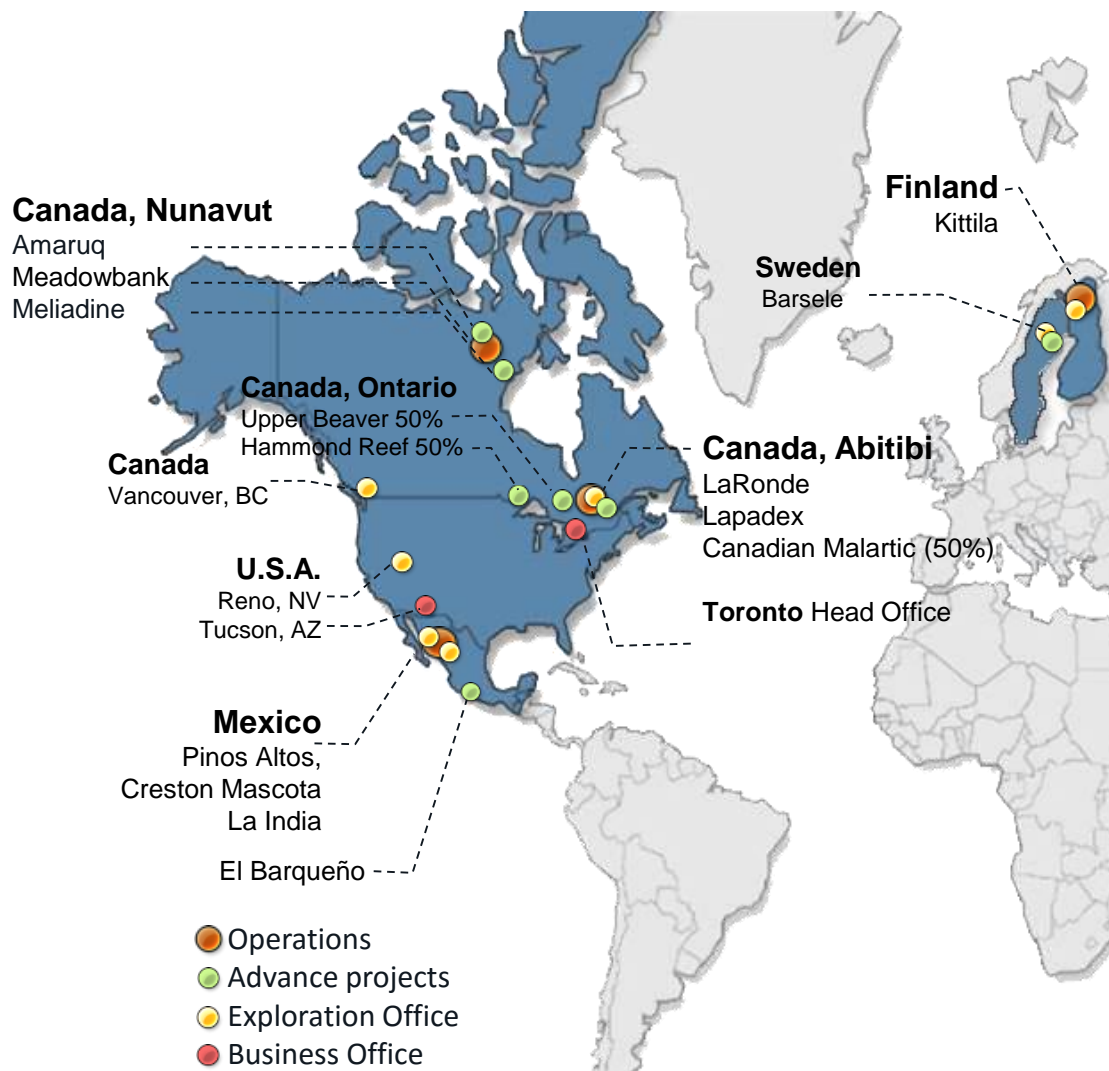 Canada, Nunavut
Amaruq
Meadowbank
Meliadine
Finland
Kittila
Sweden
Barsele
Canada, Ontario
Upper Beaver 50%
Hammond Reef 50%
Canada
Vancouver, BC
Canada, Abitibi
LaRonde
Lapadex
Canadian Malartic (50%)
U.S.A.
Reno, NV
Tucson, AZ
Toronto Head Office
Mexico
Pinos Altos,
Creston Mascota
La India
El Barqueño
Operations
Advance projects
Exploration Office
Business Office